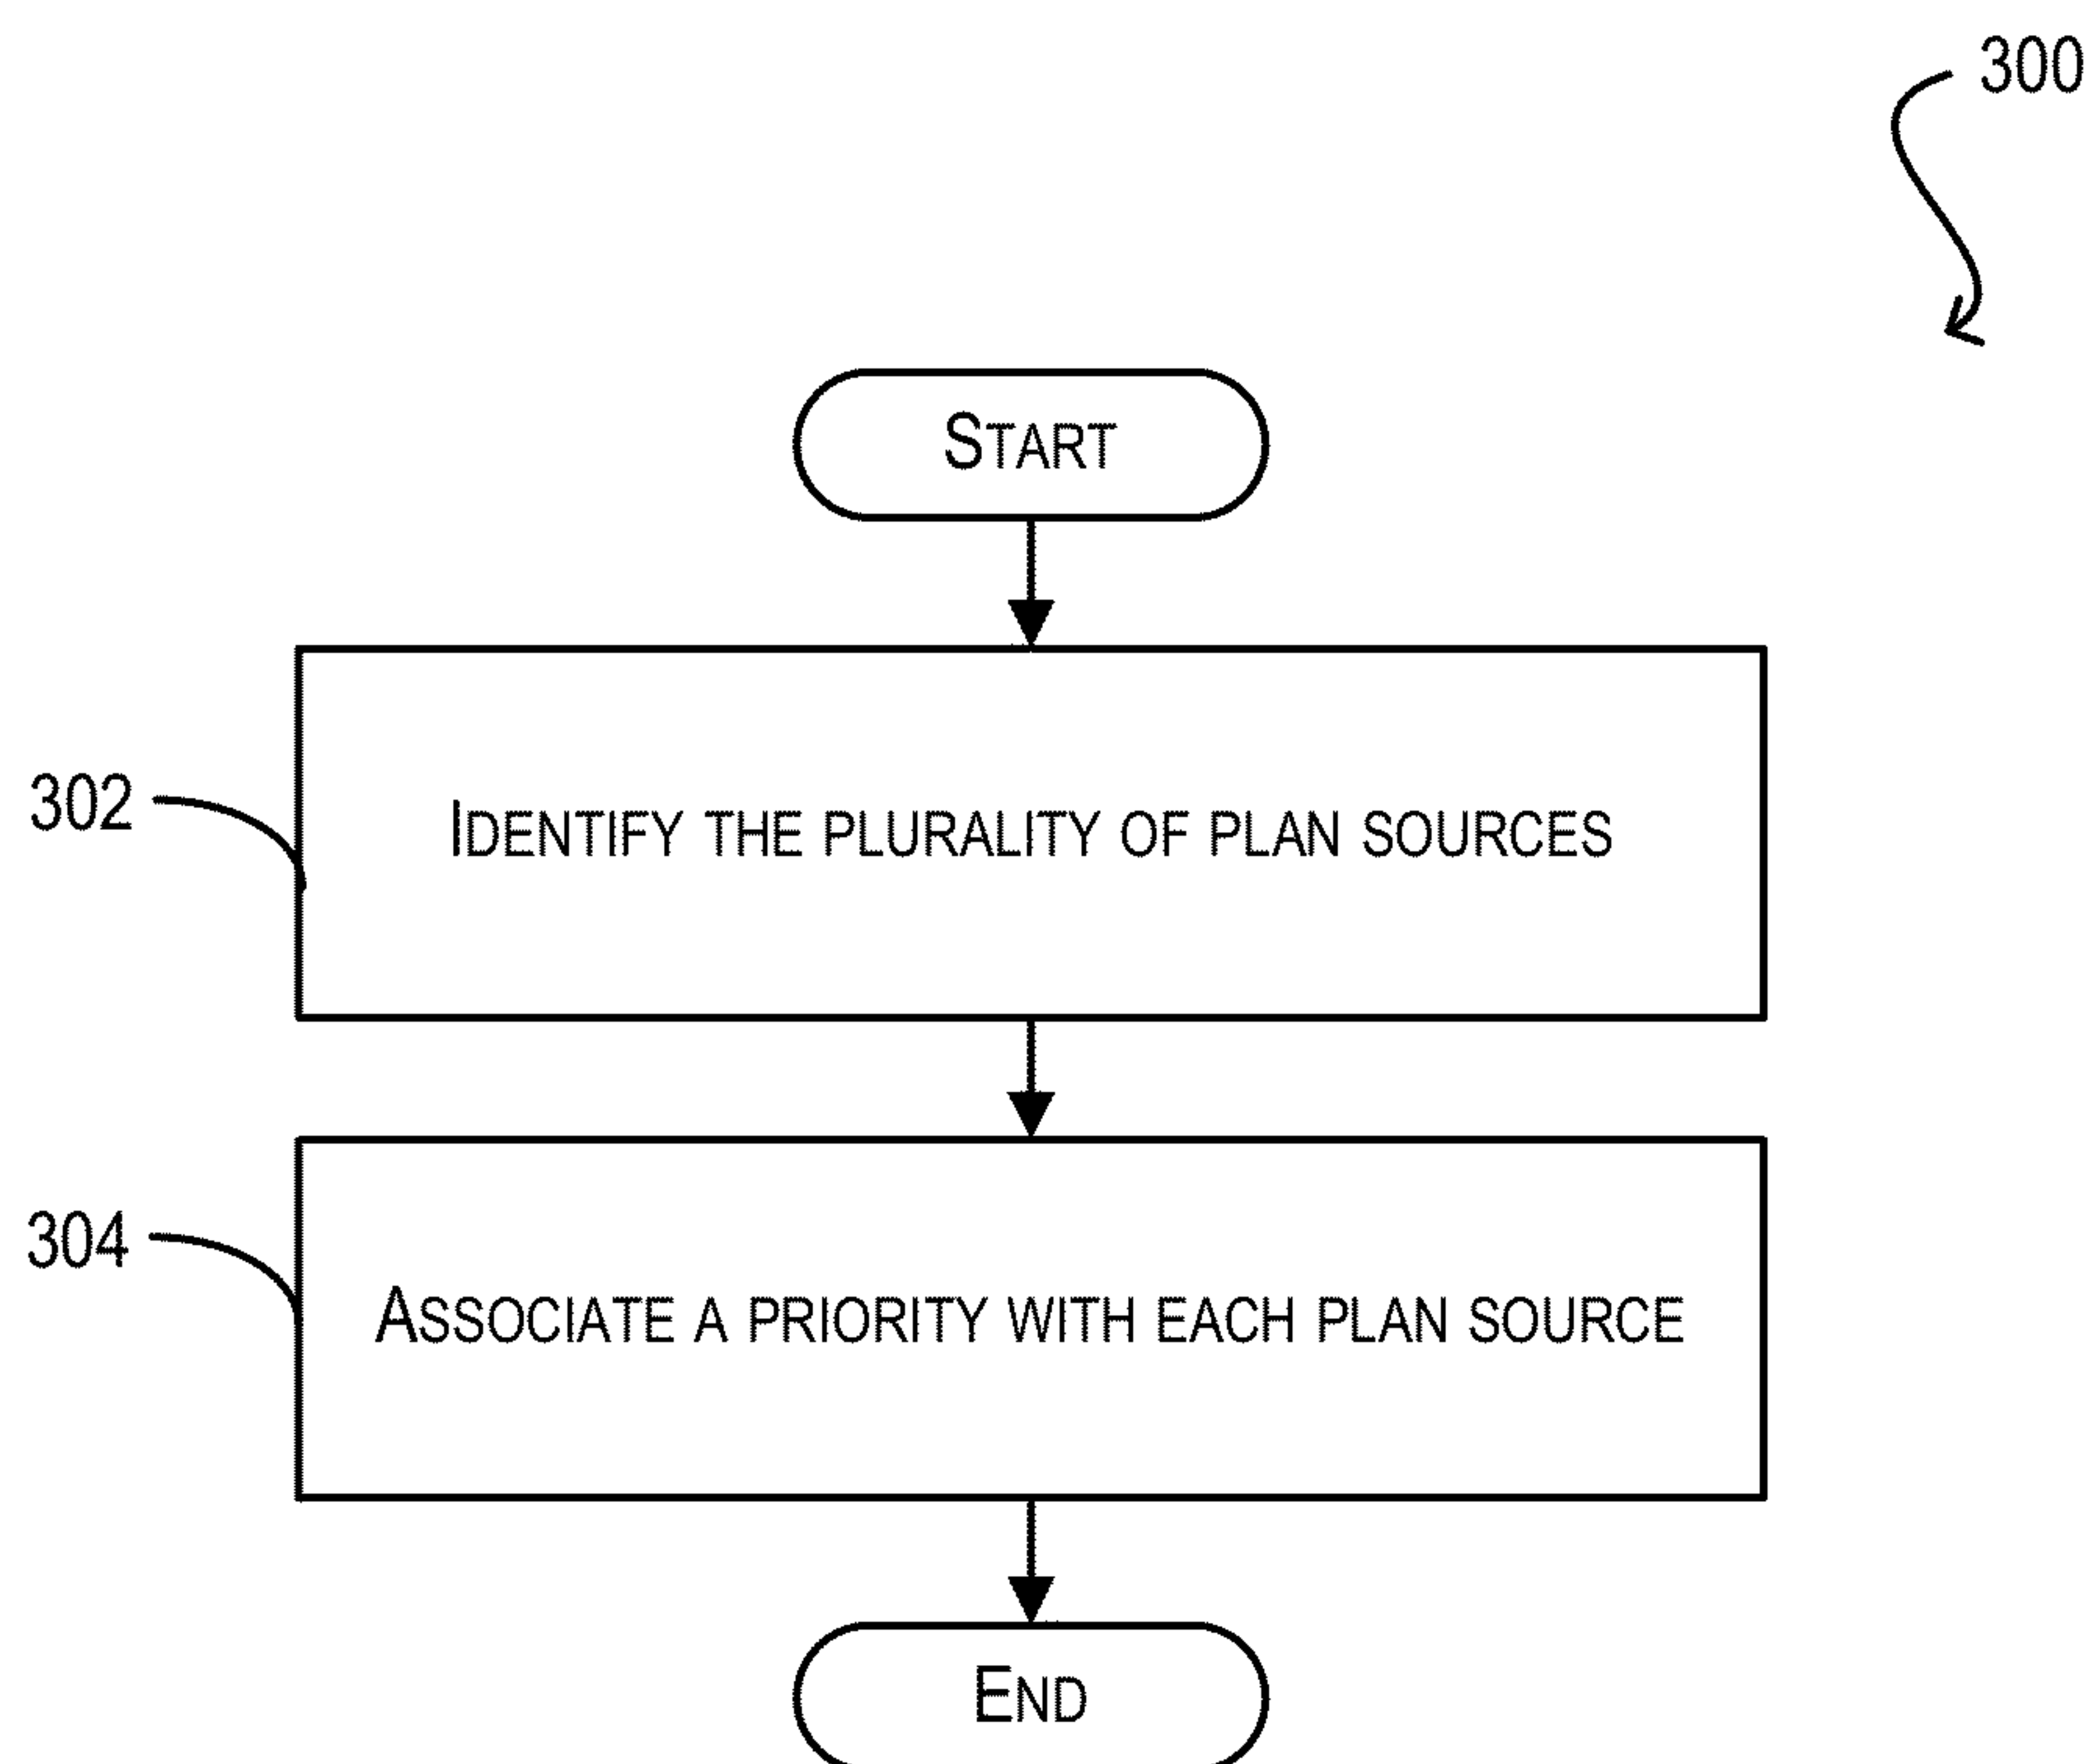 300
START
302
IDENTIFY THE PLURALITY OF PLAN SOURCES
304
ASSOCIATE A PRIORITY WITH EACH PLAN SOURCE
END